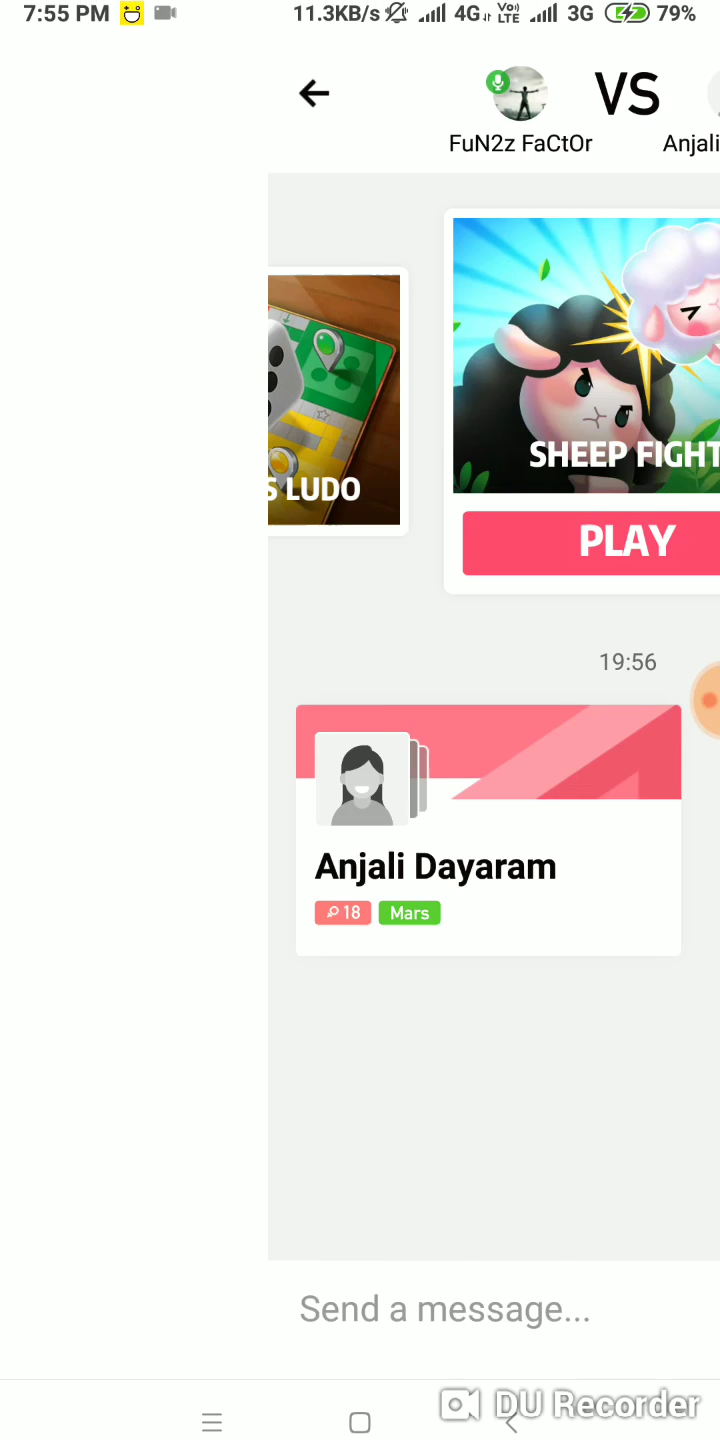 7:55 PM 11.3KB/s 4G VoLTE 3G 79%
VS
FuN2z FaCtOr Anjali
SHEEP FIGHT
S LUDO
PLAY
19:56
Anjali Dayaram
18 Mars
Send a message...
DU Recorder